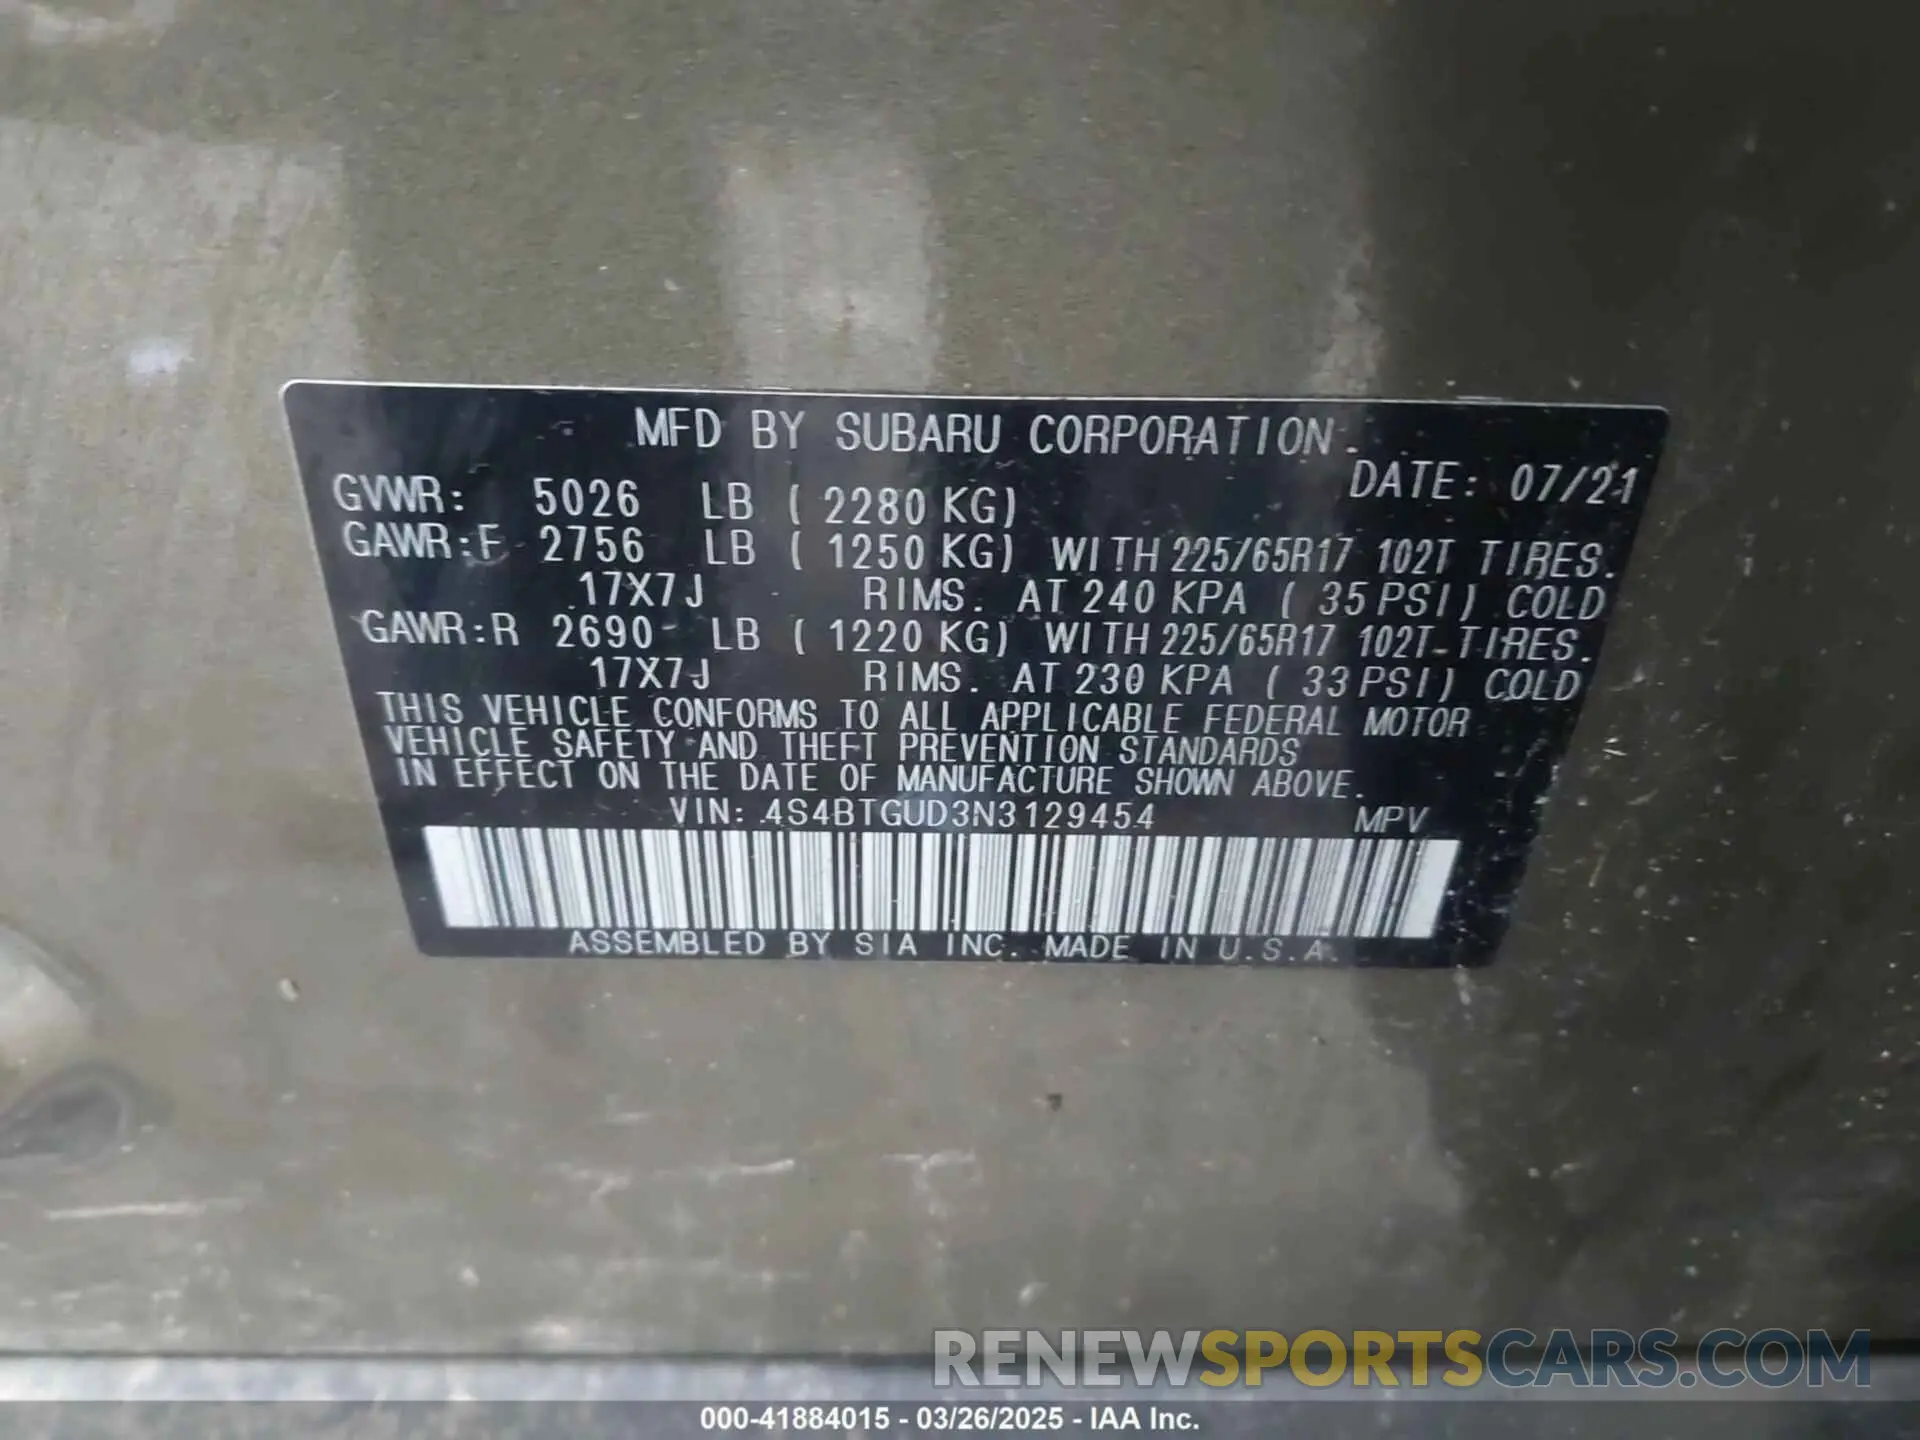 MFD BY SUBARU CORPORATION.
DATE: 07/21
GVWR: 5026 LB ( 2280 KG)
GAWR:F 2756 LB ( 1250 KG) WITH 225/65R17 102T TIRES.
17X7J RIMS. AT 240 KPA ( 35 PSI) COLD
GAWR:R 2690 LB ( 1220 KG) WITH 225/65R17 102T TIRES.
17X7J RIMS. AT 230 KPA ( 33 PSI) COLD
THIS VEHICLE CONFORMS TO ALL APPLICABLE FEDERAL MOTOR
VEHICLE SAFETY AND THEFT PREVENTION STANDARDS
IN EFFECT ON THE DATE OF MANUFACTURE SHOWN ABOVE.
VIN: 4S4BTGUD3N3129454 MPV
ASSEMBLED BY SIA INC. MADE IN U.S.A.
RENEWSPORTSCARS.COM
000-41884015 - 03/26/2025 - IAA Inc.